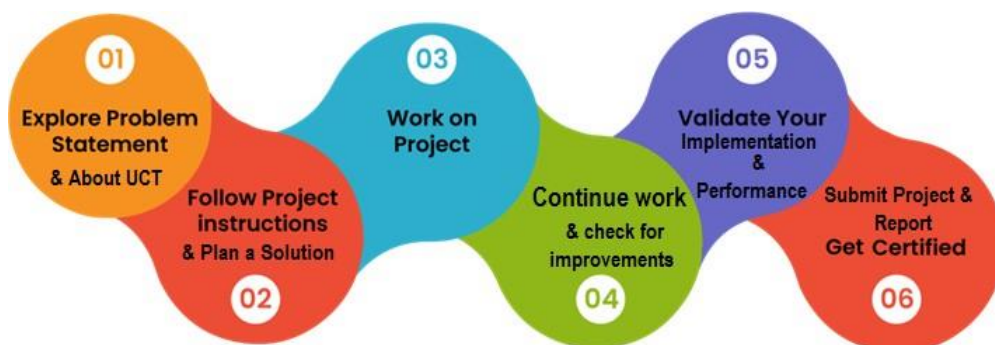 01
Explore Problem
Statement
& About UCT
Follow Project
instructions
& Plan a Solution
02
03
Work on
Project
Continue work
& check for
improvements
04
05
Validate Your
Implementation
&
Performance
Submit Project &
Report
Get Certified
06